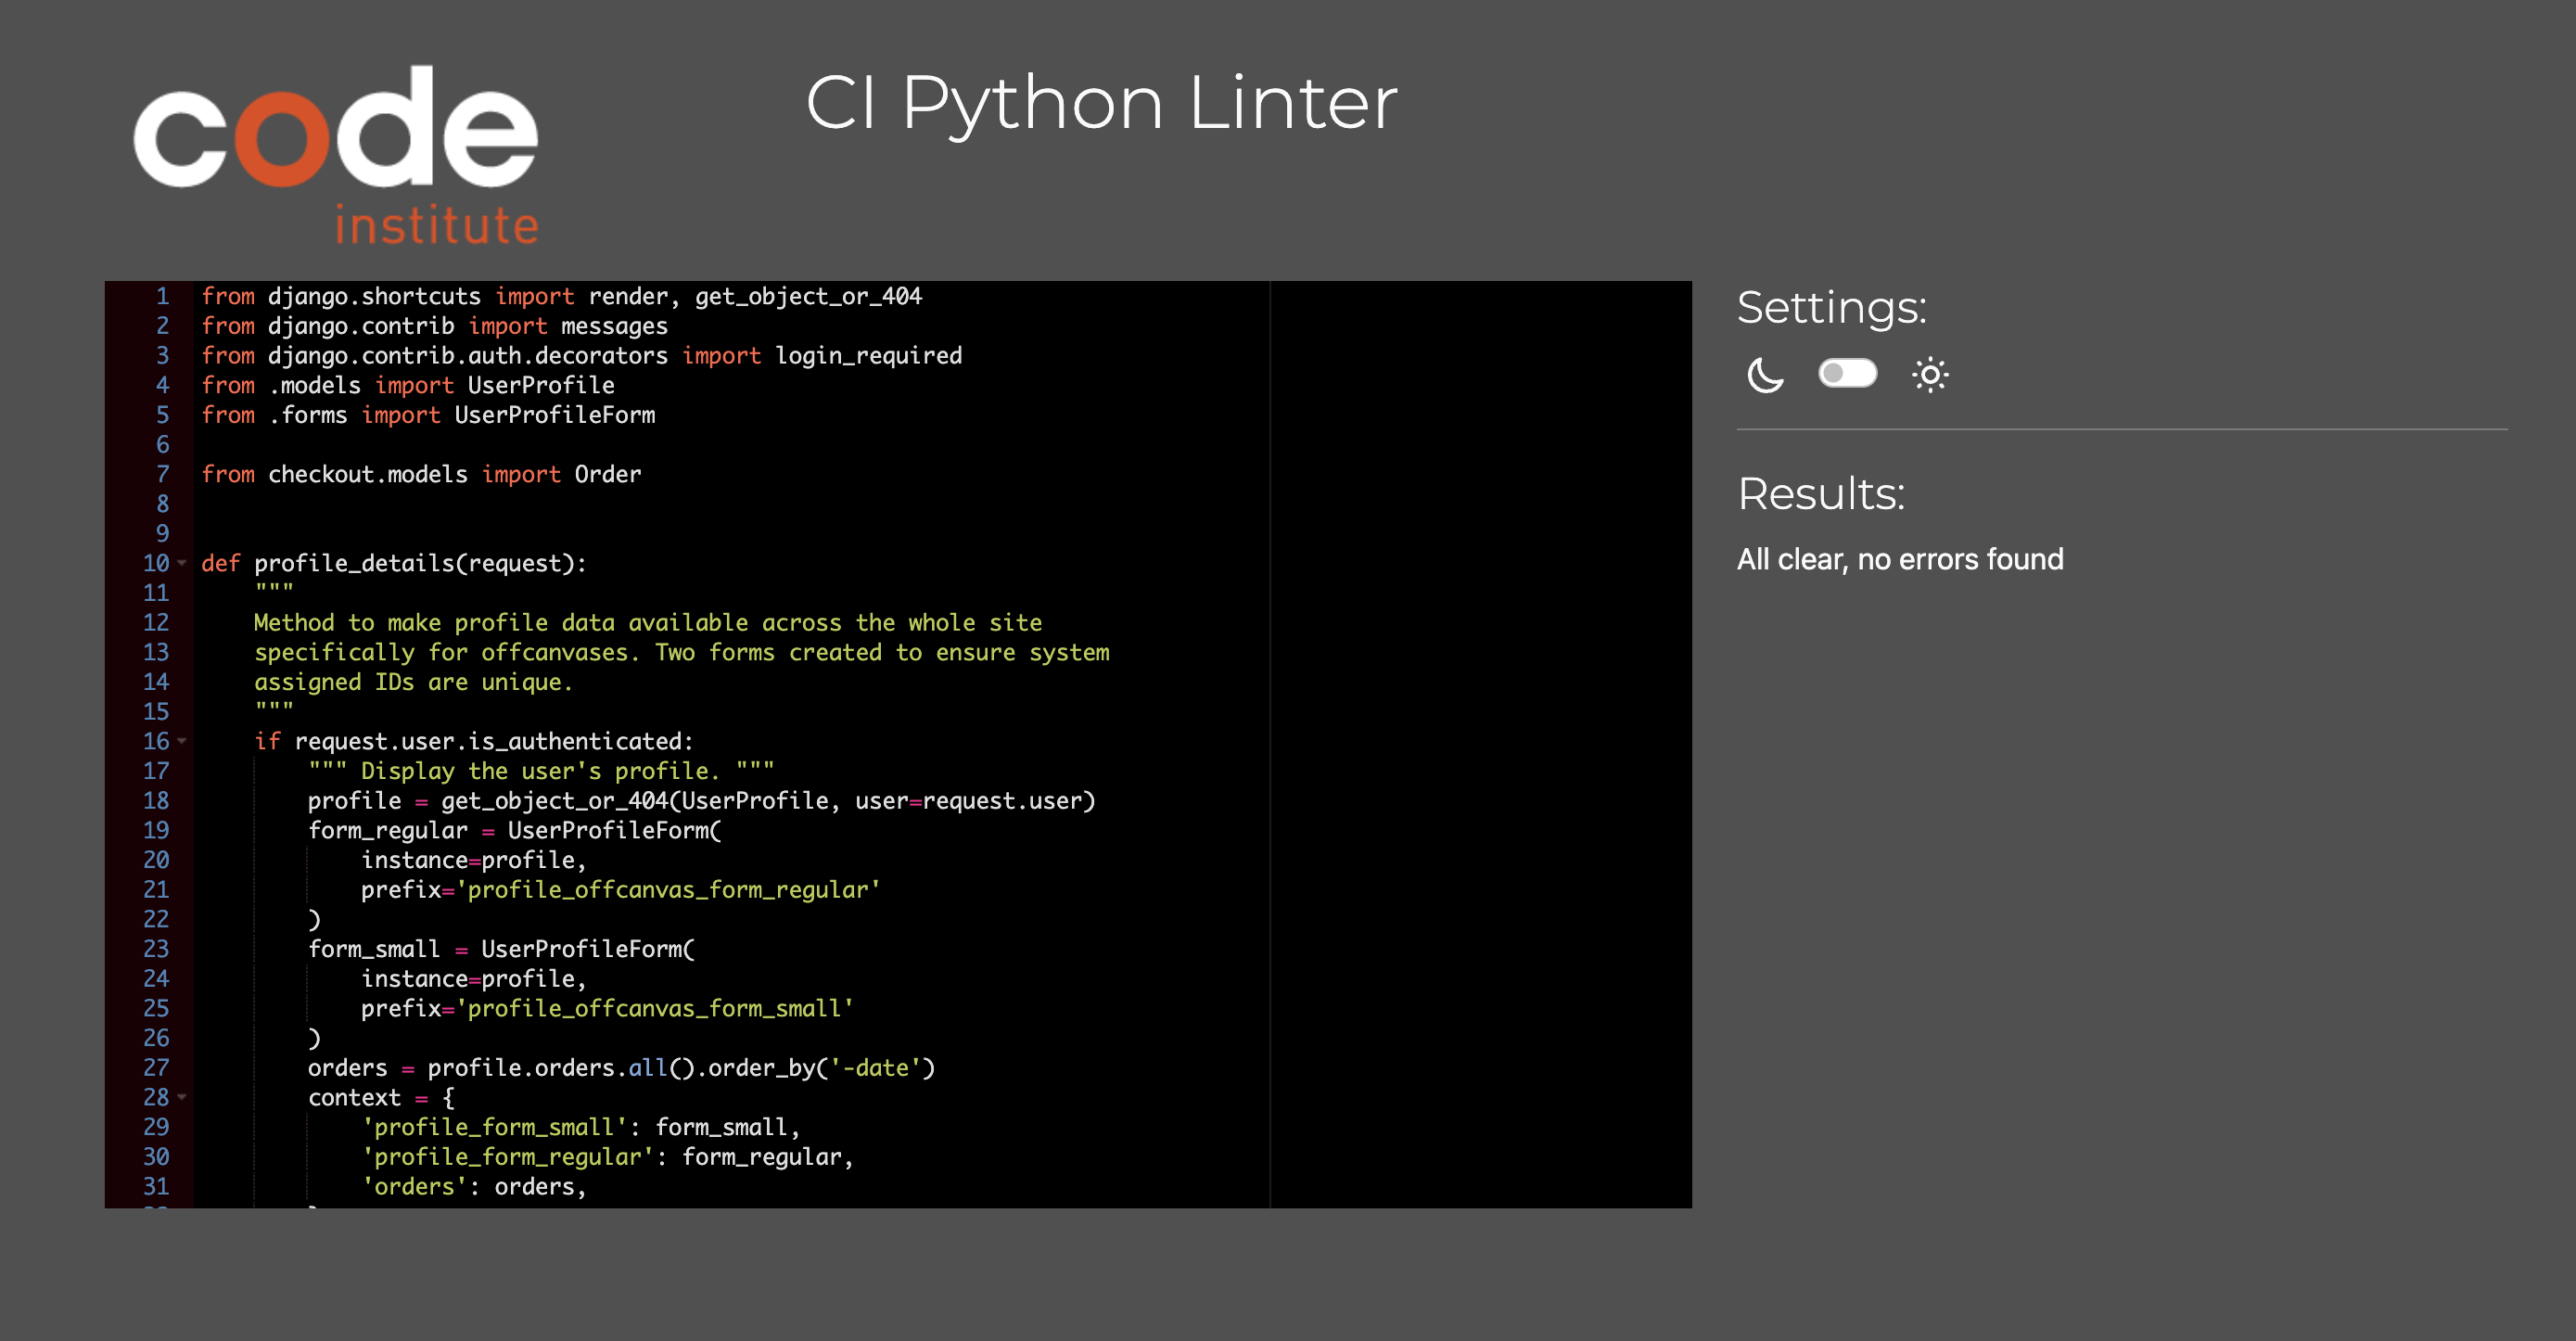 code
institute
CI Python Linter
1 from django.shortcuts import render, get_object_or_404
2 from django.contrib import messages
3 from django.contrib.auth.decorators import login_required
4 from .models import UserProfile
5 from .forms import UserProfileForm
6
7 from checkout.models import Order
8
9
10 def profile_details(request):
11     """
12     Method to make profile data available across the whole site
13     specifically for offcanvases. Two forms created to ensure system
14     assigned IDs are unique.
15     """
16     if request.user.is_authenticated:
17         """ Display the user's profile. """
18         profile = get_object_or_404(UserProfile, user=request.user)
19         form_regular = UserProfileForm(
20             instance=profile,
21             prefix='profile_offcanvas_form_regular'
22         )
23         form_small = UserProfileForm(
24             instance=profile,
25             prefix='profile_offcanvas_form_small'
26         )
27         orders = profile.orders.all().order_by('-date')
28         context = {
29             'profile_form_small': form_small,
30             'profile_form_regular': form_regular,
31             'orders': orders,
Settings:
Results:
All clear, no errors found